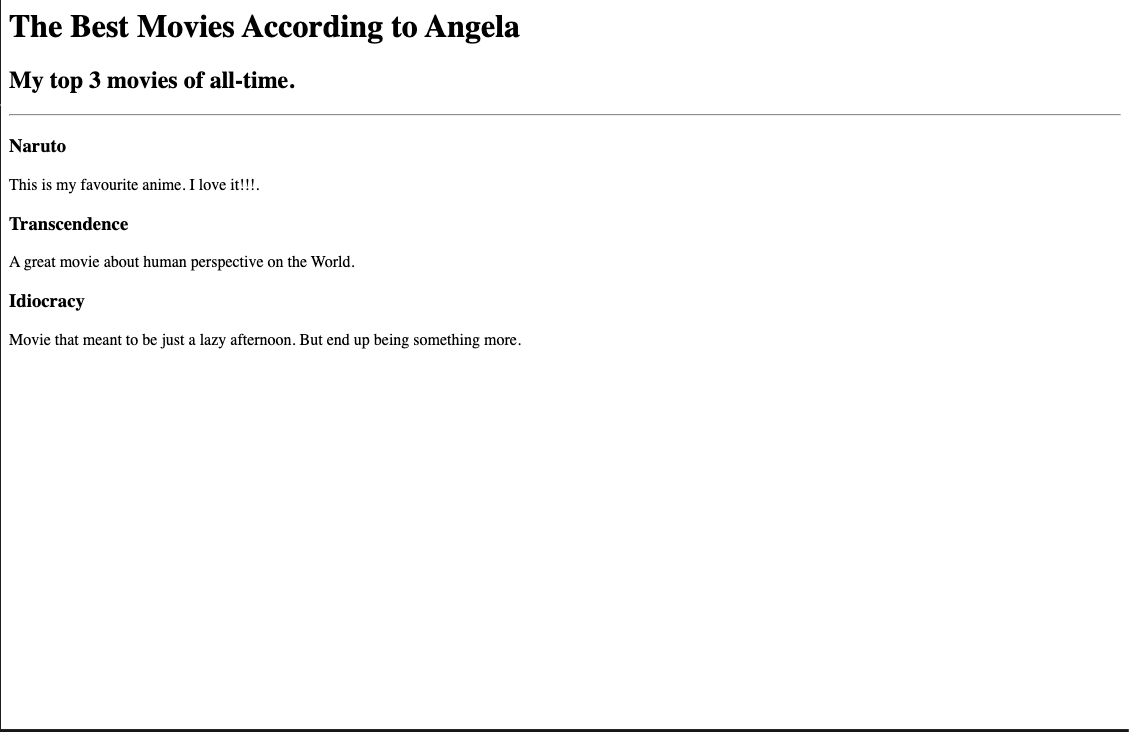 The Best Movies According to Angela
My top 3 movies of all-time.
Naruto
This is my favourite anime. I love it!!!.
Transcendence
A great movie about human perspective on the World.
Idiocracy
Movie that meant to be just a lazy afternoon. But end up being something more.